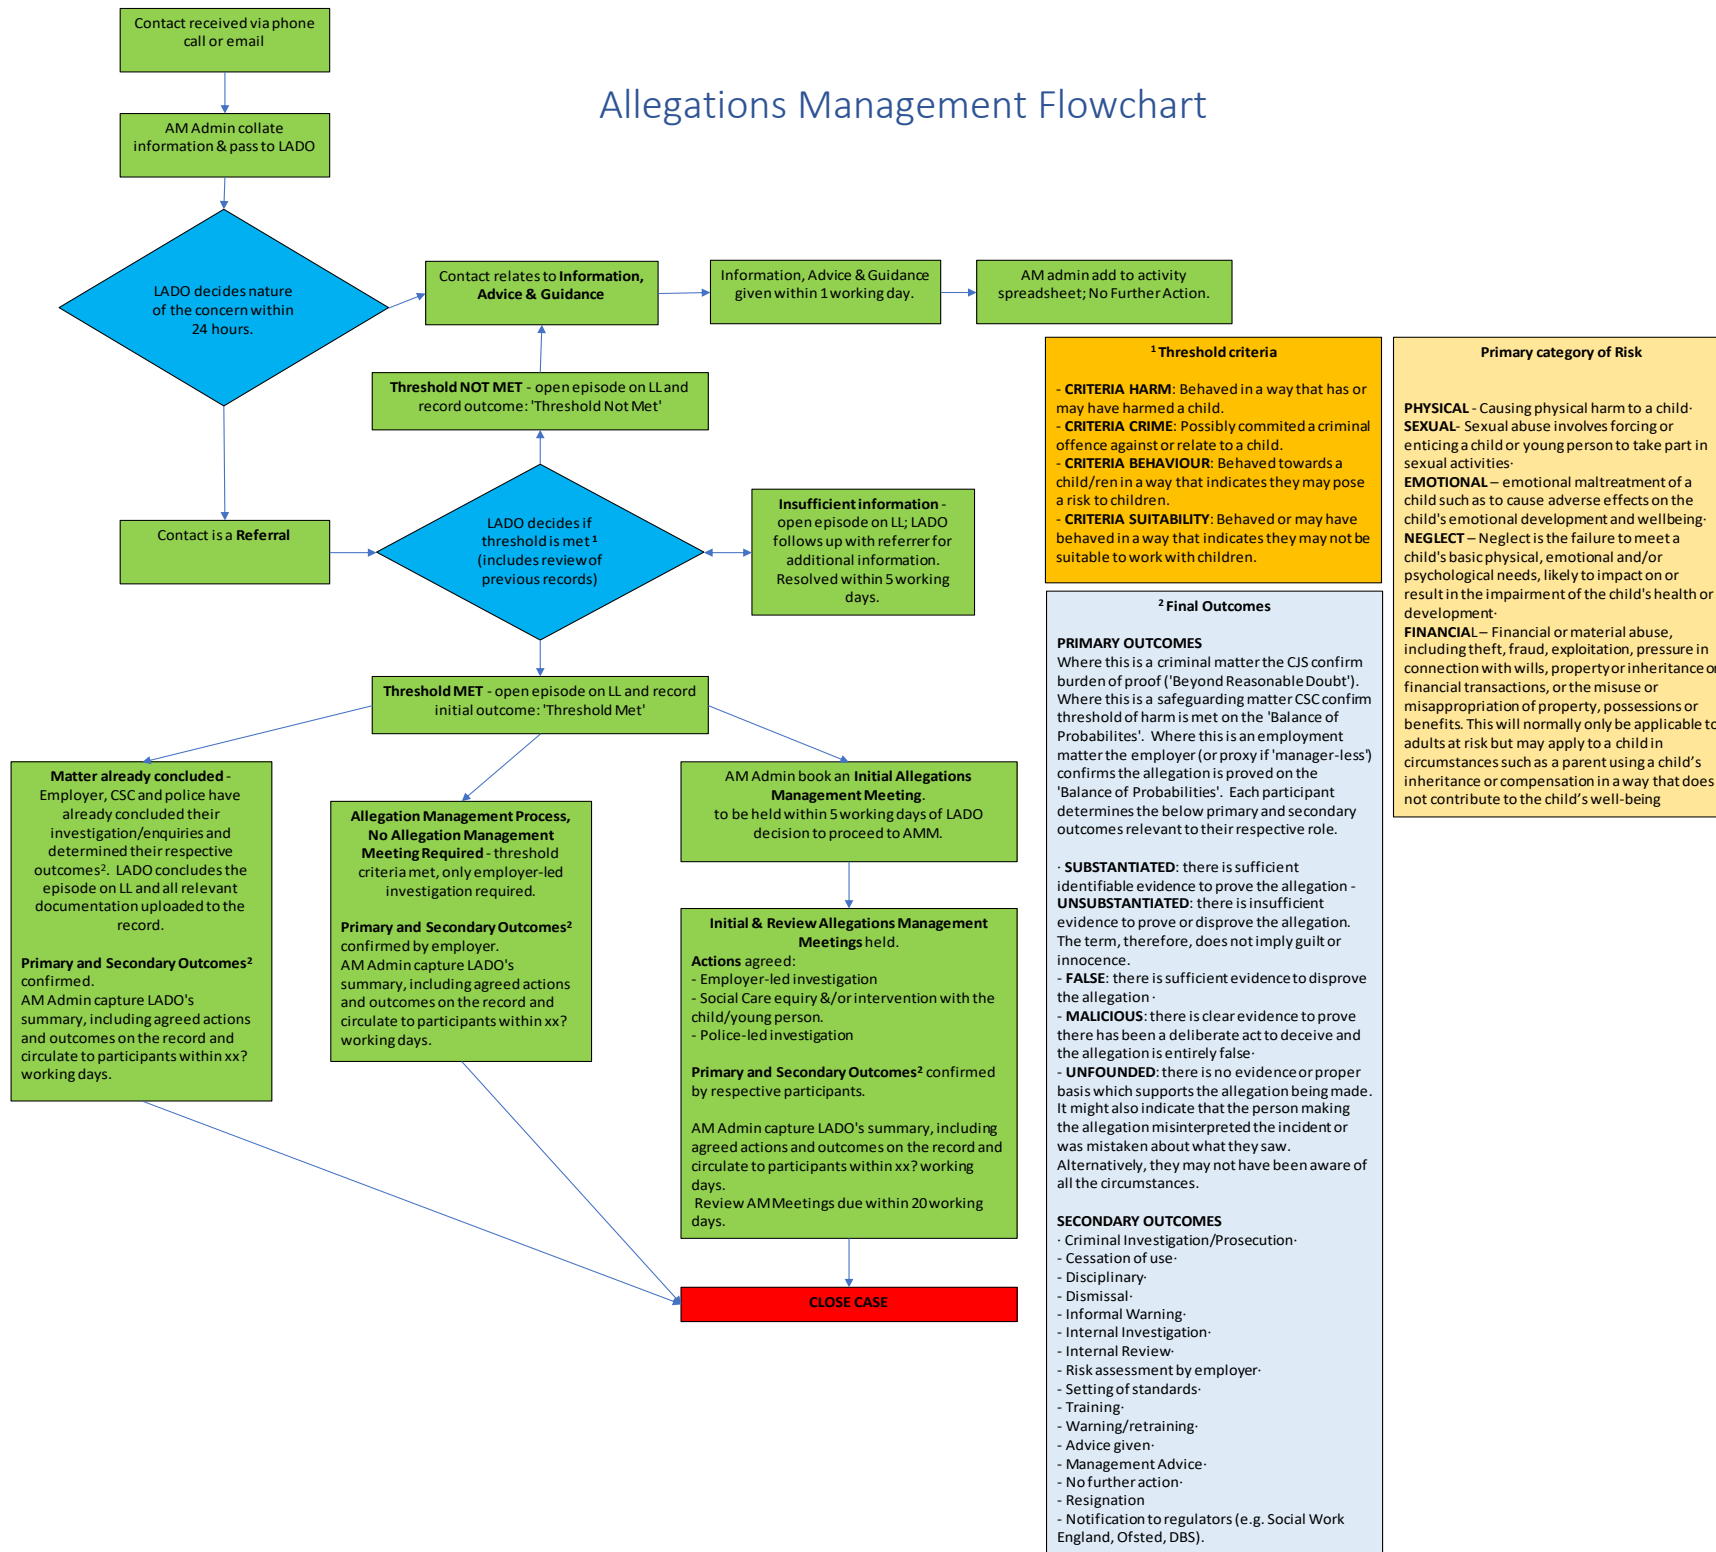 Contact received via phone
call or email
Allegations Management Flowchart
AM Admin collate
information & pass to LADO
LADO decides nature
of the concern within
24 hours.
Contact relates to Information,
Advice & Guidance
Information, Advice & Guidance
given within 1 working day.
AM admin add to activity
spreadsheet; No Further Action.
Threshold NOT MET - open episode on LL and
record outcome: 'Threshold Not Met'
Contact is a Referral
LADO decides if
threshold is met ¹
(includes review of
previous records)
Insufficient information -
open episode on LL; LADO
follows up with referrer for
additional information.
Resolved within 5 working
days.
Threshold MET - open episode on LL and record
initial outcome: 'Threshold Met'
Matter already concluded -
Employer, CSC and police have
already concluded their
investigation/enquiries and
determined their respective
outcomes². LADO concludes the
episode on LL and all relevant
documentation uploaded to the
record.
Primary and Secondary Outcomes²
confirmed.
AM Admin capture LADO's
summary, including agreed actions
and outcomes on the record and
circulate to participants within xx?
working days.
Allegation Management Process,
No Allegation Management
Meeting Required - threshold
criteria met, only employer-led
investigation required.
Primary and Secondary Outcomes²
confirmed by employer.
AM Admin capture LADO's
summary, including agreed actions
and outcomes on the record and
circulate to participants within xx?
working days.
AM Admin book an Initial Allegations
Management Meeting.
to be held within 5 working days of LADO
decision to proceed to AMM.
Initial & Review Allegations Management
Meetings held.
Actions agreed:
- Employer-led investigation
- Social Care equiry &/or intervention with the
child/young person.
- Police-led investigation
Primary and Secondary Outcomes² confirmed
by respective participants.
AM Admin capture LADO's summary, including
agreed actions and outcomes on the record and
circulate to participants within xx? working
days.
Review AM Meetings due within 20 working
days.
CLOSE CASE
¹ Threshold criteria
- CRITERIA HARM: Behaved in a way that has or
may have harmed a child.
- CRITERIA CRIME: Possibly commited a criminal
offence against or relate to a child.
- CRITERIA BEHAVIOUR: Behaved towards a
child/ren in a way that indicates they may pose
a risk to children.
- CRITERIA SUITABILITY: Behaved or may have
behaved in a way that indicates they may not be
suitable to work with children.
² Final Outcomes
PRIMARY OUTCOMES
Where this is a criminal matter the CJS confirm
burden of proof ('Beyond Reasonable Doubt').
Where this is a safeguarding matter CSC confirm
threshold of harm is met on the 'Balance of
Probabilites'. Where this is an employment
matter the employer (or proxy if 'manager-less')
confirms the allegation is proved on the
'Balance of Probabilities'. Each participant
determines the below primary and secondary
outcomes relevant to their respective role.
· SUBSTANTIATED: there is sufficient
identifiable evidence to prove the allegation -
UNSUBSTANTIATED: there is insufficient
evidence to prove or disprove the allegation.
The term, therefore, does not imply guilt or
innocence.
- FALSE: there is sufficient evidence to disprove
the allegation ·
- MALICIOUS: there is clear evidence to prove
there has been a deliberate act to deceive and
the allegation is entirely false·
- UNFOUNDED: there is no evidence or proper
basis which supports the allegation being made.
It might also indicate that the person making
the allegation misinterpreted the incident or
was mistaken about what they saw.
Alternatively, they may not have been aware of
all the circumstances.
SECONDARY OUTCOMES
· Criminal Investigation/Prosecution·
- Cessation of use·
- Disciplinary·
- Dismissal·
- Informal Warning·
- Internal Investigation·
- Internal Review·
- Risk assessment by employer·
- Setting of standards·
- Training·
- Warning/retraining·
- Advice given·
- Management Advice·
- No further action·
- Resignation
- Notification to regulators (e.g. Social Work
England, Ofsted, DBS).
Primary category of Risk
PHYSICAL - Causing physical harm to a child·
SEXUAL- Sexual abuse involves forcing or
enticing a child or young person to take part in
sexual activities·
EMOTIONAL – emotional maltreatment of a
child such as to cause adverse effects on the
child's emotional development and wellbeing·
NEGLECT – Neglect is the failure to meet a
child's basic physical, emotional and/or
psychological needs, likely to impact on or
result in the impairment of the child's health or
development·
FINANCIAL – Financial or material abuse,
including theft, fraud, exploitation, pressure in
connection with wills, property or inheritance or
financial transactions, or the misuse or
misappropriation of property, possessions or
benefits. This will normally only be applicable to
adults at risk but may apply to a child in
circumstances such as a parent using a child's
inheritance or compensation in a way that does
not contribute to the child's well-being